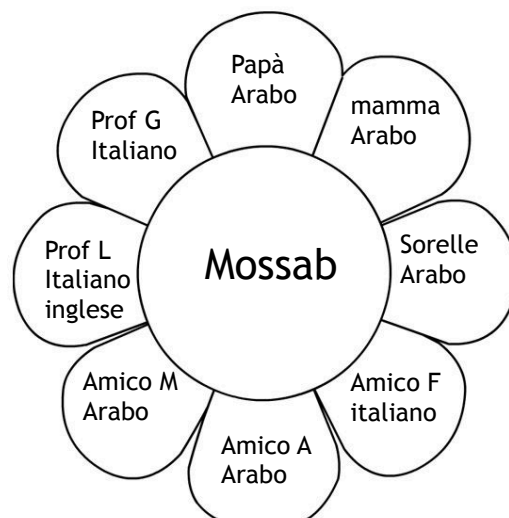 Papà
Arabo
mamma
Arabo
Sorelle
Arabo
Amico F
italiano
Amico A
Arabo
Amico M
Arabo
Prof L
Italiano
inglese
Prof G
Italiano
Mossab